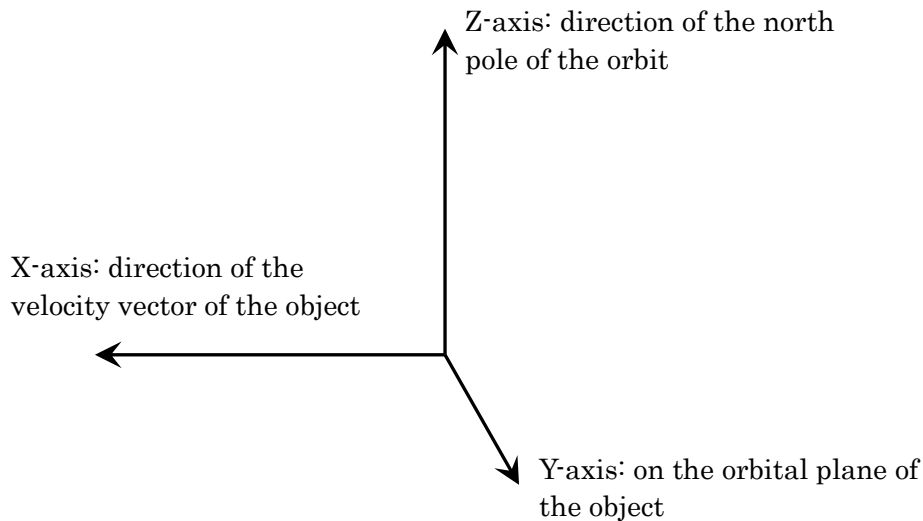 Z-axis: direction of the north
pole of the orbit
X-axis: direction of the
velocity vector of the object
Y-axis: on the orbital plane of
the object